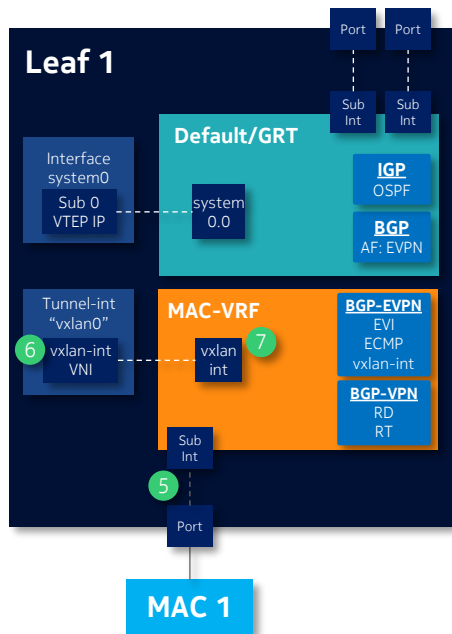 Port
Port
Leaf 1
Sub
Int
Sub
Int
Default/GRT
Interface
system0
Sub 0
VTEP IP
system
0.0
IGP
OSPF
BGP
AF: EVPN
Tunnel-int
“vxlan0”
6
vxlan-int
VNI
MAC-VRF
vxlan
int
7
BGP-EVPN
EVI
ECMP
vxlan-int
BGP-VPN
RD
RT
Sub
Int
5
Port
MAC 1